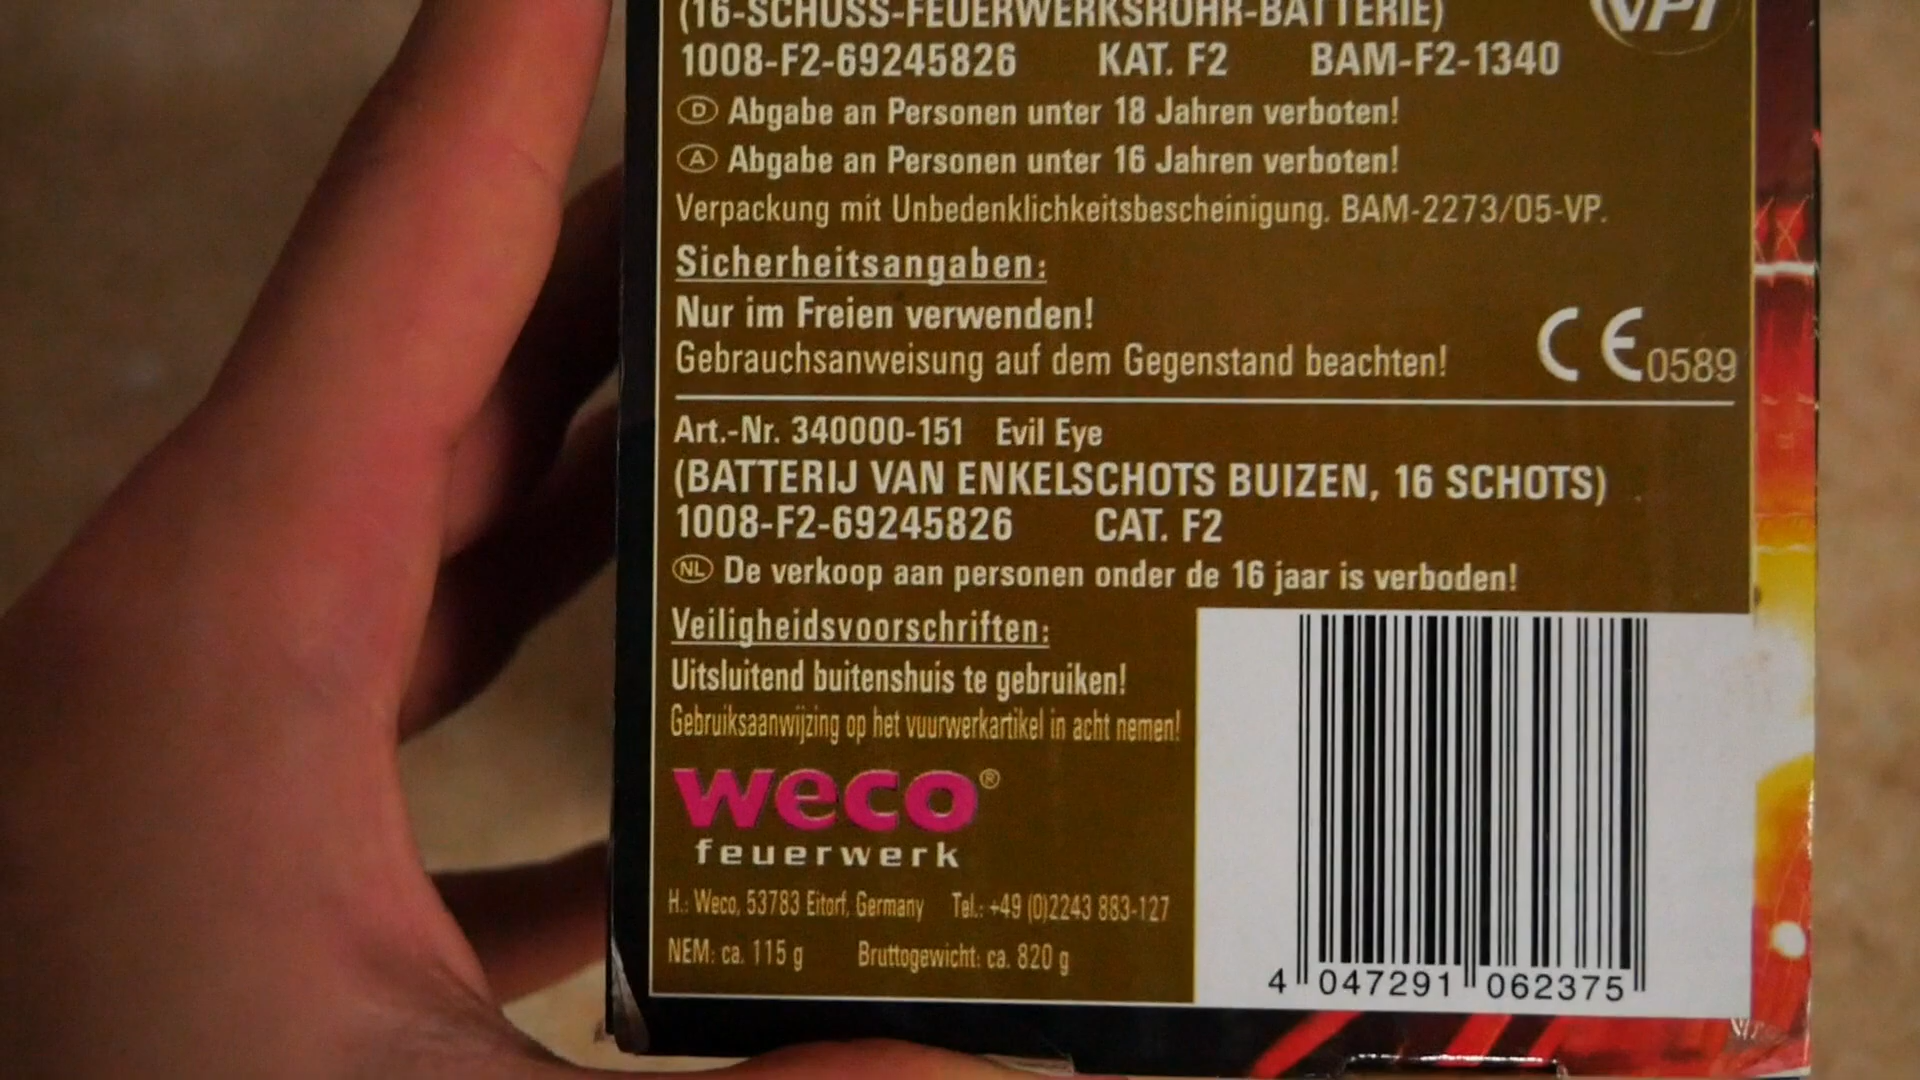 (16-SCHUSS-FEUERWERKSROHR-BATTERIE)
VPI
1008-F2-69245826 KAT. F2 BAM-F2-1340
D Abgabe an Personen unter 18 Jahren verboten!
A Abgabe an Personen unter 16 Jahren verboten!
Verpackung mit Unbedenklichkeitsbescheinigung. BAM-2273/05-VP.
Sicherheitsangaben:
Nur im Freien verwenden!
Gebrauchsanweisung auf dem Gegenstand beachten!
CE 0589
Art.-Nr. 340000-151 Evil Eye
(BATTERIJ VAN ENKELSCHOTS BUIZEN, 16 SCHOTS)
1008-F2-69245826 CAT. F2
NL De verkoop aan personen onder de 16 jaar is verboden!
Veiligheidsvoorschriften:
Uitsluitend buitenshuis te gebruiken!
Gebruiksaanwijzing op het vuurwerkartikel in acht nemen!
weco®
feuerwerk
H.: Weco, 53783 Eitorf, Germany Tel.: +49 (0)2243 883-127
NEM: ca. 115 g Bruttogewicht: ca. 820 g
4 047291 062375